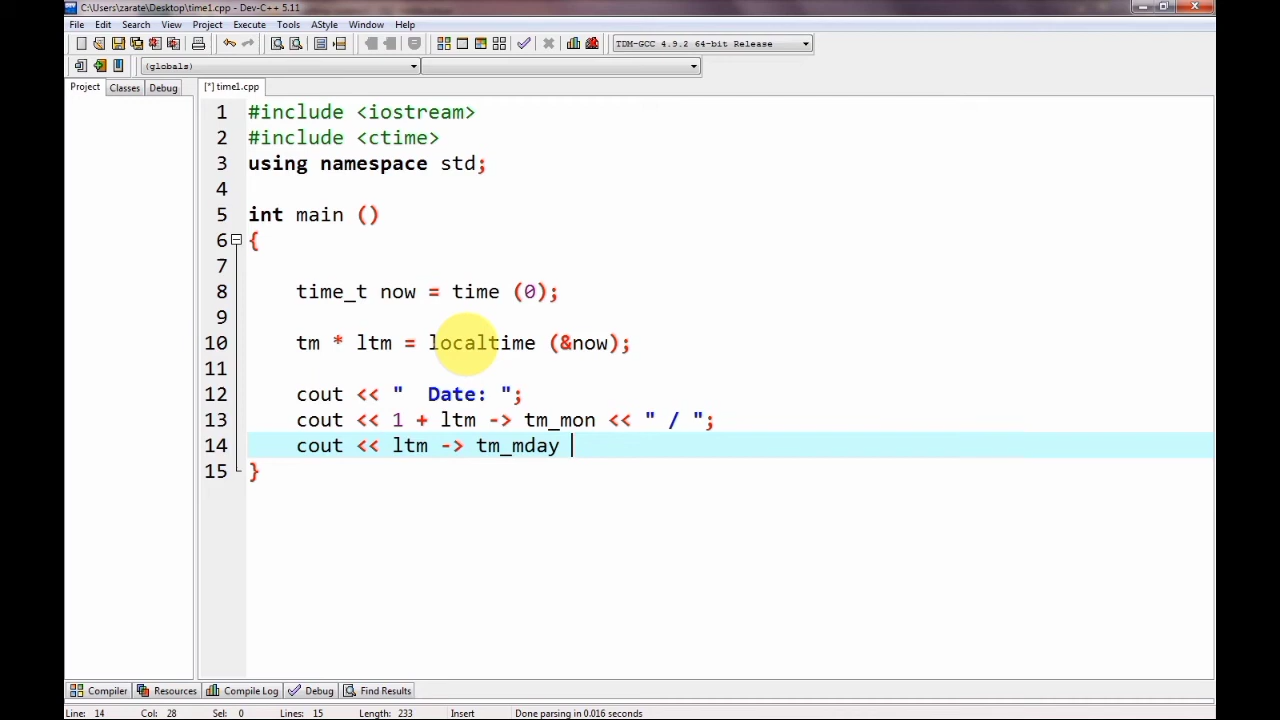 C:\Users\zarate\Desktop\time1.cpp - Dev-C++ 5.11
File Edit Search View Project Execute Tools AStyle Window Help
TDM-GCC 4.9.2 64-bit Release
(globals)
Project Classes Debug [*] time1.cpp
1 #include <iostream>
2 #include <ctime>
3 using namespace std;
4
5 int main ()
6 {
7
8 time_t now = time (0);
9
10 tm * ltm = localtime (&now);
11
12 cout << "  Date: ";
13 cout << 1 + ltm -> tm_mon << " / ";
14 cout << ltm -> tm_mday
15 }
Compiler Resources Compile Log Debug Find Results
Line: 14 Col: 28 Sel: 0 Lines: 15 Length: 233 Insert Done parsing in 0.016 seconds